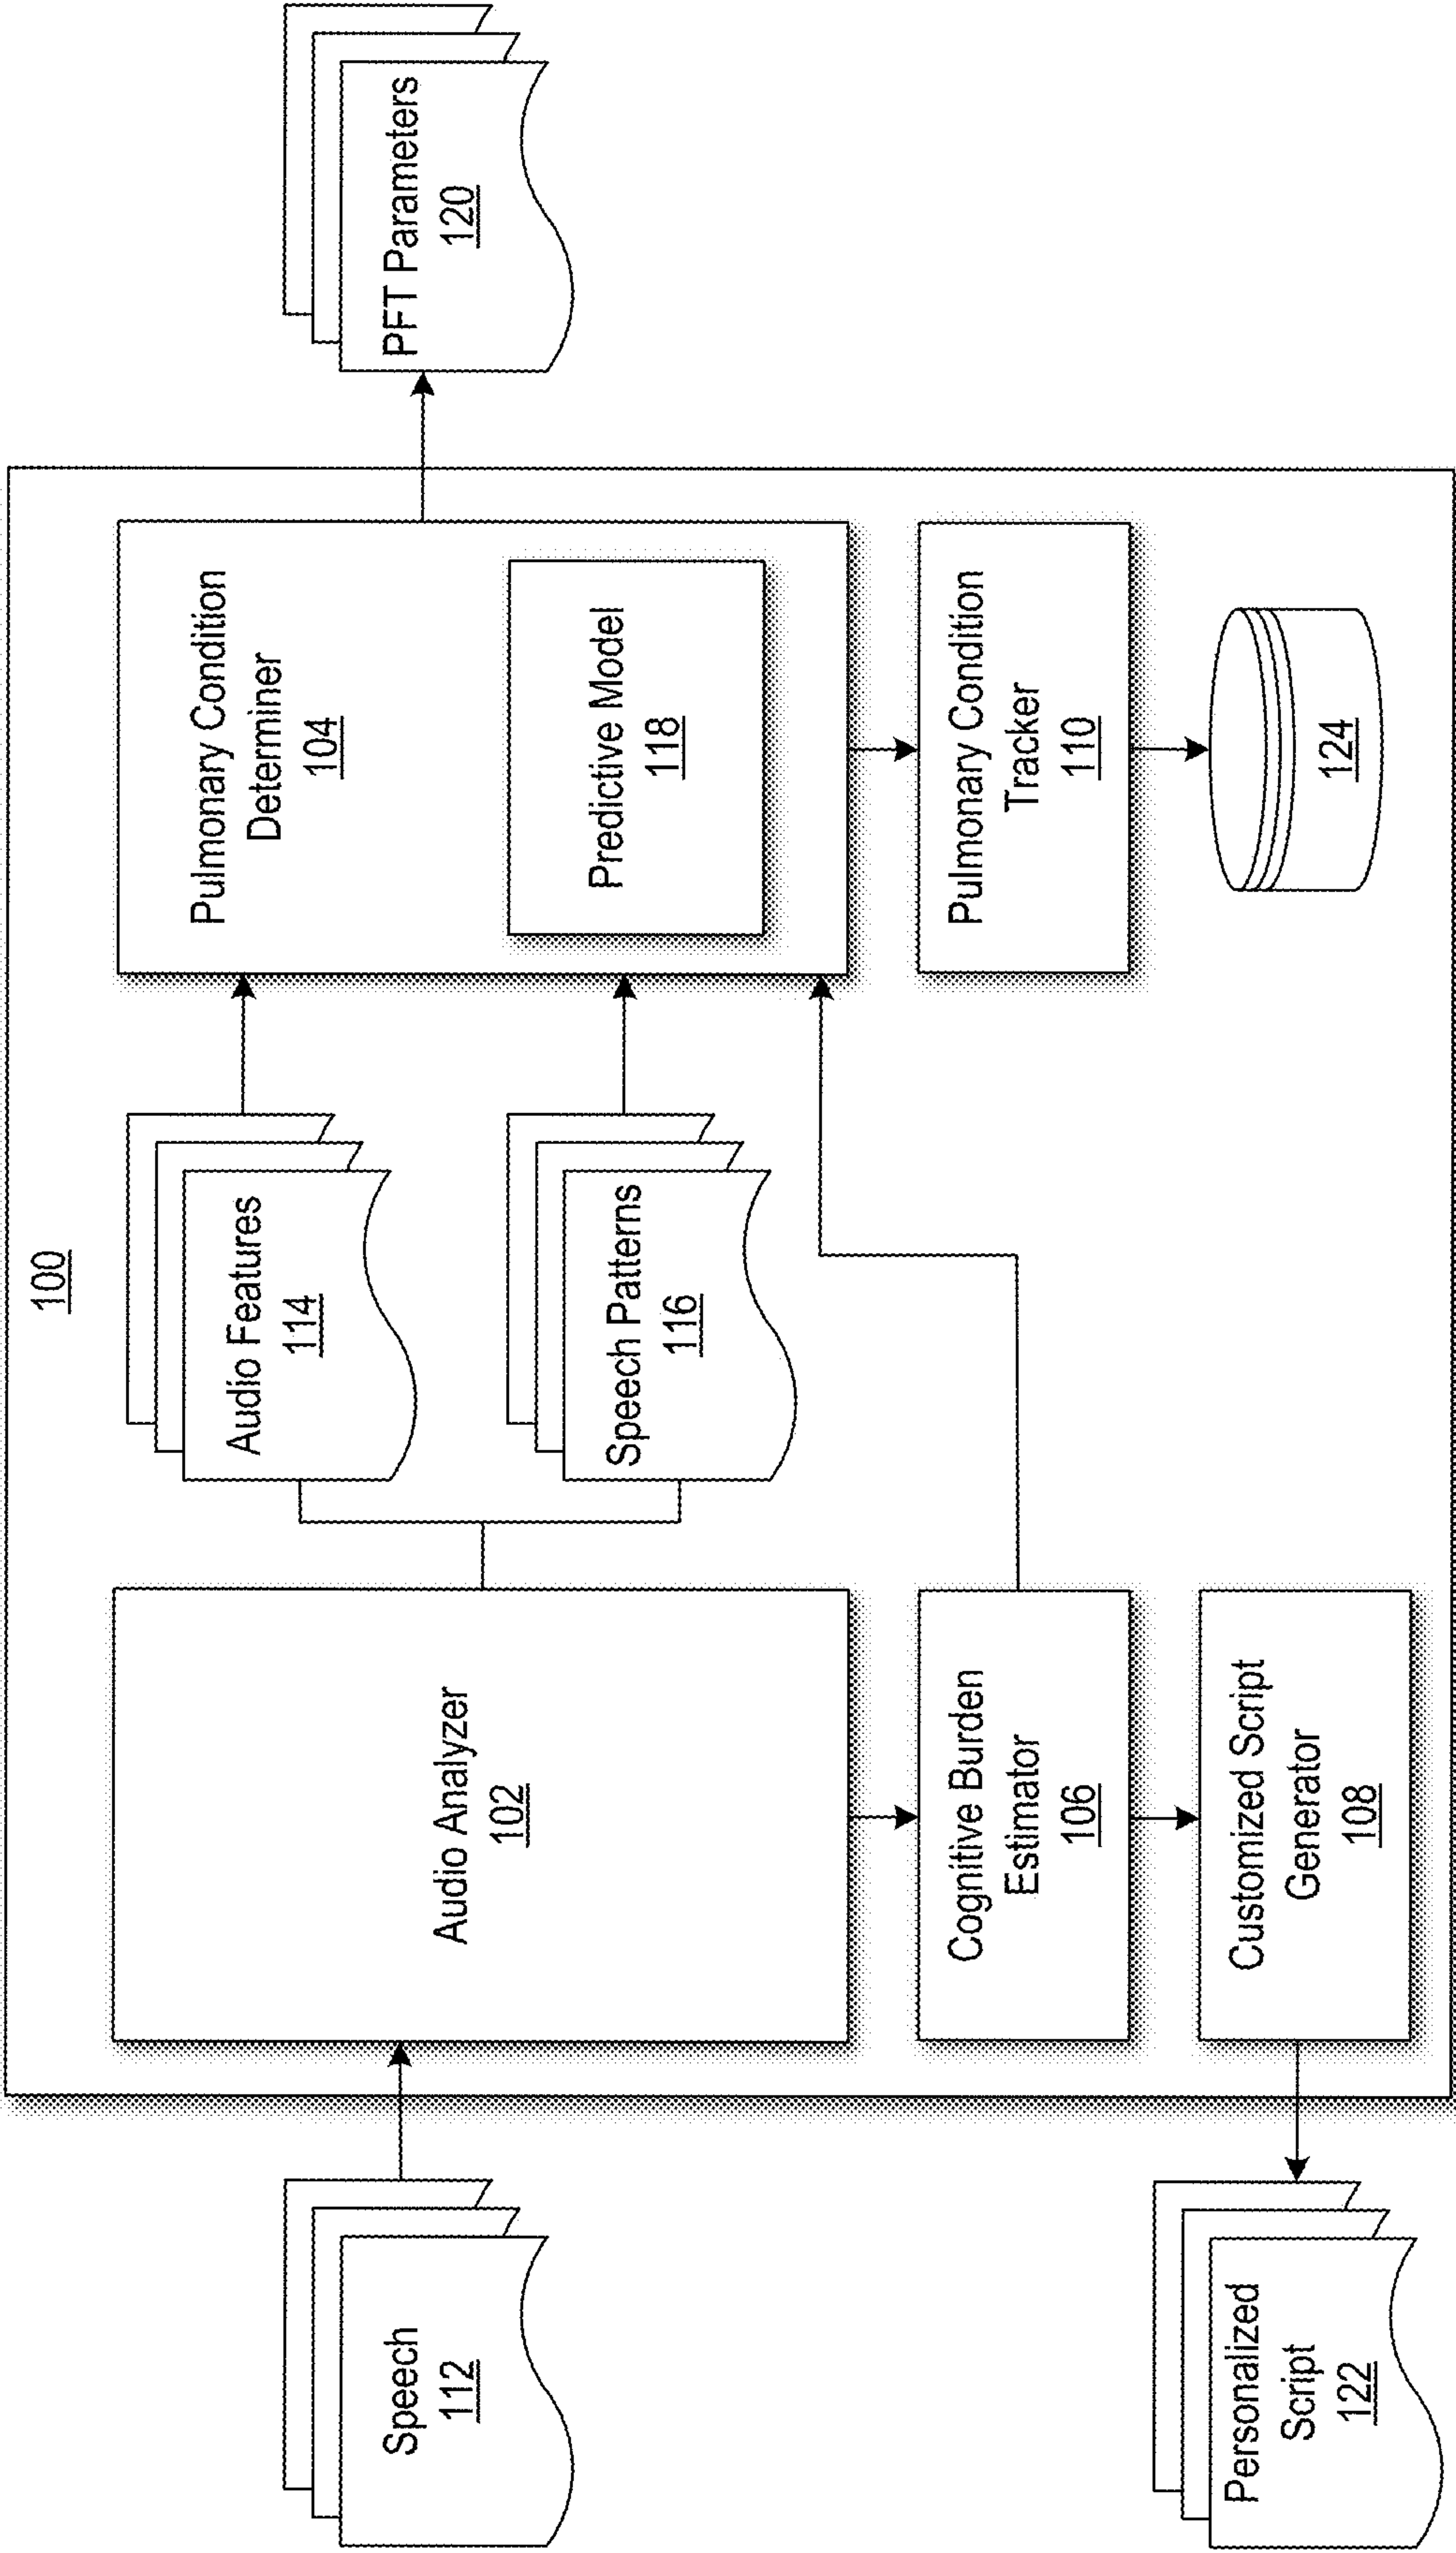 100
Speech
112
Audio Analyzer
102
Audio Features
114
Speech Patterns
116
Pulmonary Condition
Determiner
104
Predictive Model
118
PFT Parameters
120
Cognitive Burden
Estimator
106
Pulmonary Condition
Tracker
110
Customized Script
Generator
108
124
Personalized
Script
122